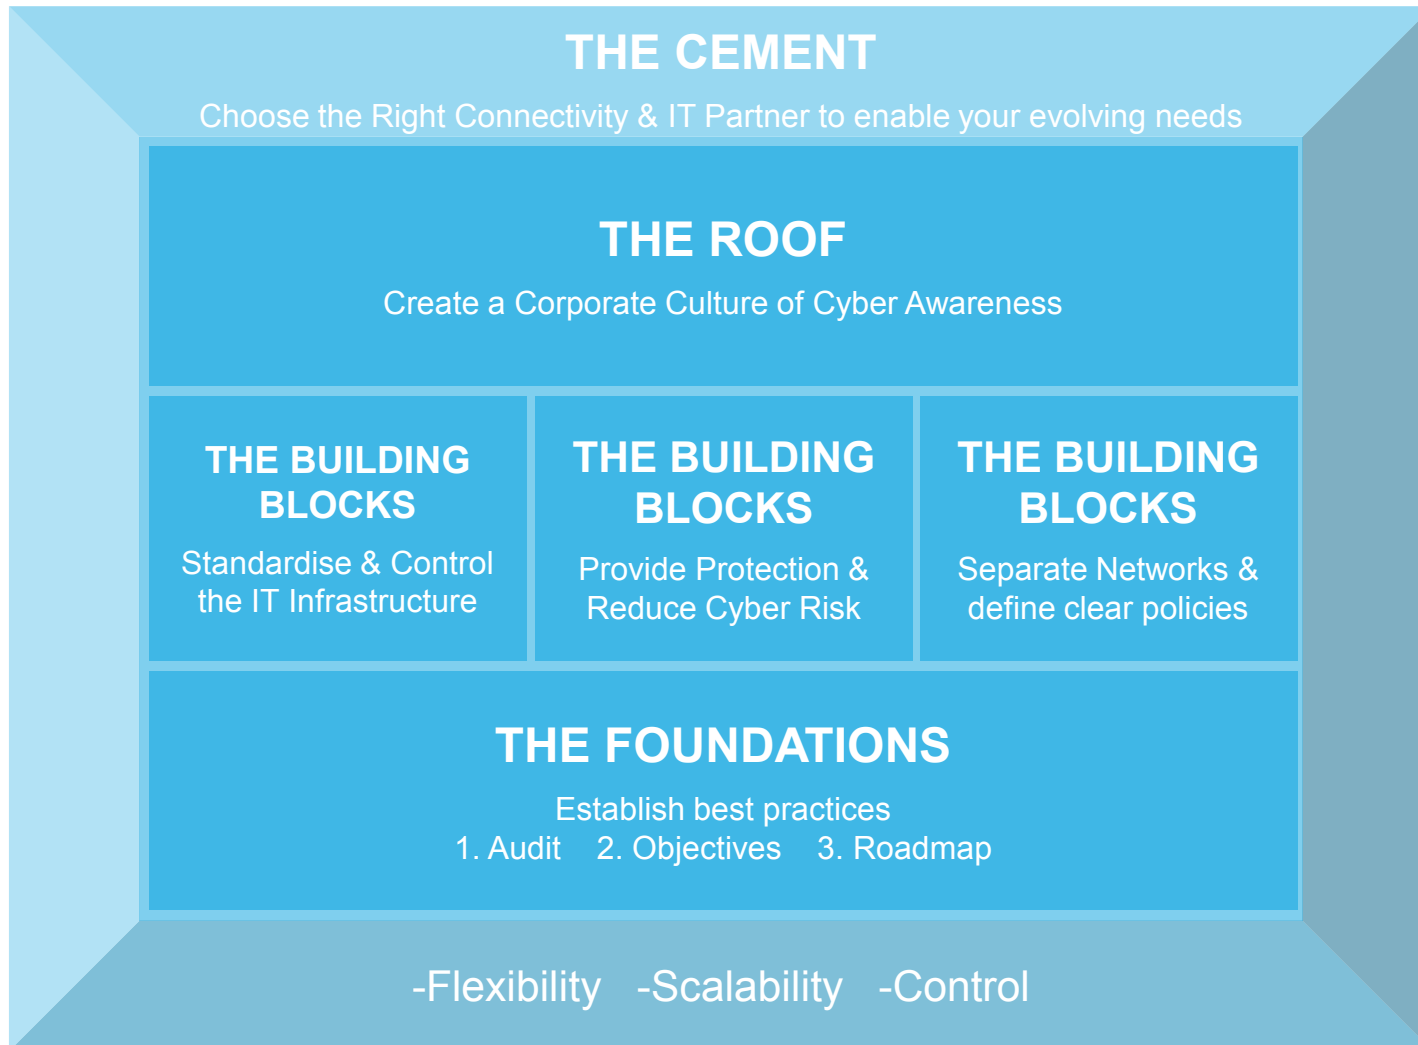 THE CEMENT
Choose the Right Connectivity & IT Partner to enable your evolving needs
THE ROOF
Create a Corporate Culture of Cyber Awareness
THE BUILDING
BLOCKS
Standardise & Control
the IT Infrastructure
THE BUILDING
BLOCKS
Provide Protection &
Reduce Cyber Risk
THE BUILDING
BLOCKS
Separate Networks &
define clear policies
THE FOUNDATIONS
Establish best practices
1. Audit 2. Objectives 3. Roadmap
-Flexibility -Scalability -Control